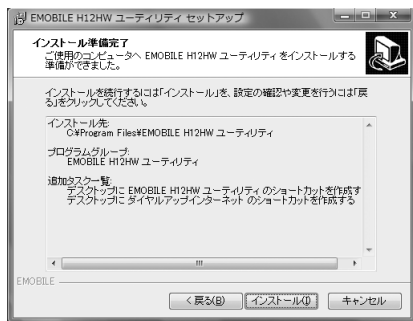 EMOBILE H12HW ユーティリティ セットアップ
インストール準備完了
ご使用のコンピュータへ EMOBILE H12HW ユーティリティ をインストールする
準備ができました。
インストールを続行するには「インストール」を、設定の確認や変更を行うには「戻
る」をクリックしてください。
インストール先:
C:¥Program Files¥EMOBILE H12HW ユーティリティ
プログラムグループ:
EMOBILE H12HW ユーティリティ
追加タスク一覧:
デスクトップに EMOBILE H12HW ユーティリティ のショートカットを作成す
デスクトップに ダイヤルアップインターネット のショートカットを作成する
EMOBILE
< 戻る(B)
インストール(I)
キャンセル